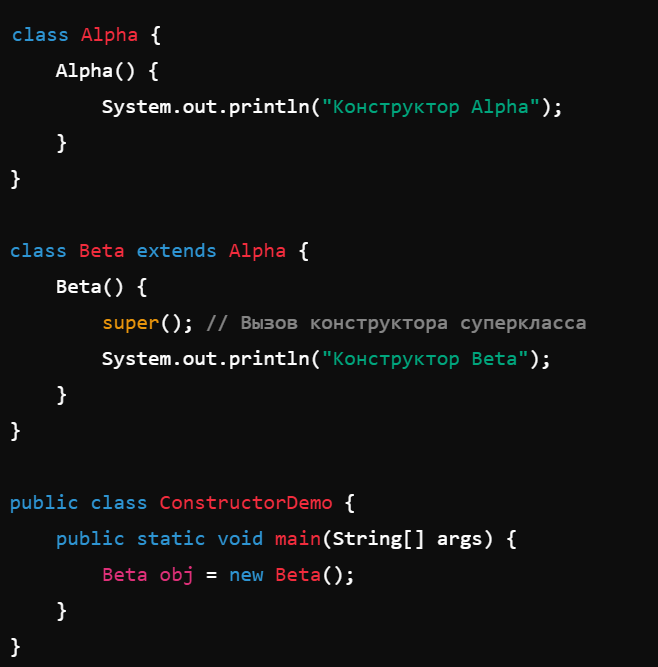 class Alpha {
    Alpha() {
        System.out.println("Конструктор Alpha");
    }
}

class Beta extends Alpha {
    Beta() {
        super(); // Вызов конструктора суперкласса
        System.out.println("Конструктор Beta");
    }
}

public class ConstructorDemo {
    public static void main(String[] args) {
        Beta obj = new Beta();
    }
}